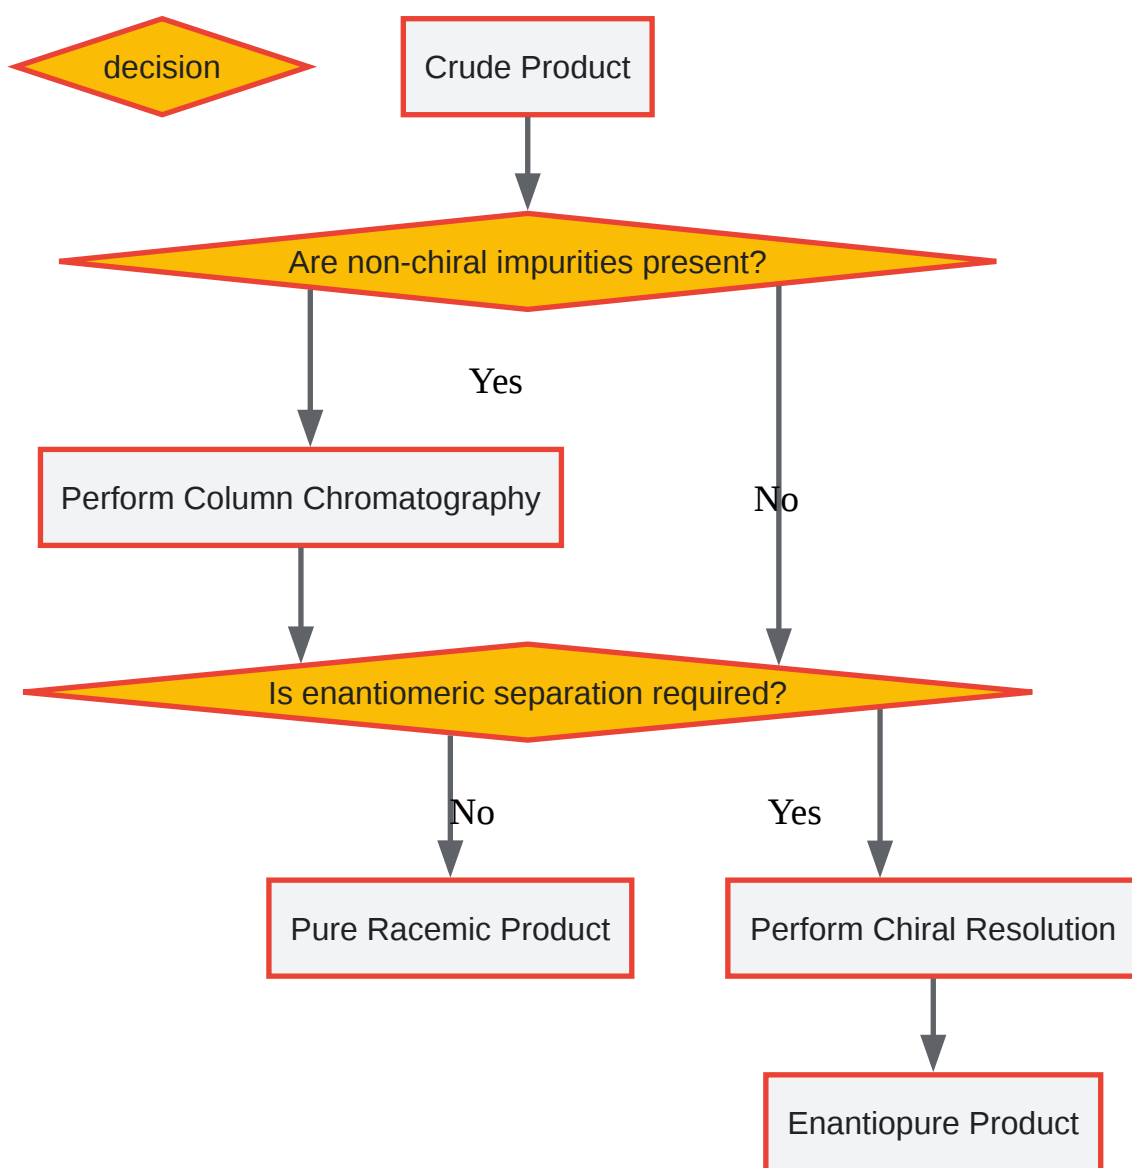 decision
Crude Product
Are non-chiral impurities present?
Yes
Perform Column Chromatography
No
Is enantiomeric separation required?
No
Yes
Pure Racemic Product
Perform Chiral Resolution
Enantiopure Product